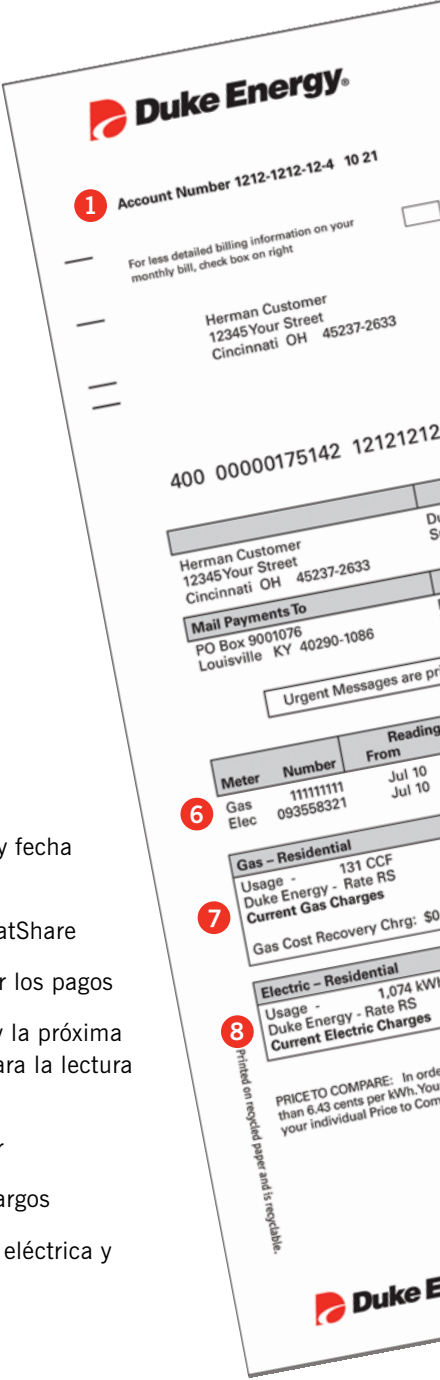 Duke Energy®
1 Account Number 1212-1212-12-4 10 21
For less detailed billing information on your
monthly bill, check box on right
Herman Customer
12345 Your Street
Cincinnati OH 45237-2633
400 00000175142 12121212
Herman Customer
12345 Your Street
Cincinnati OH 45237-2633
Mail Payments To
PO Box 9001076
Louisville KY 40290-1086
Urgent Messages are
Reading
Meter Number From
6 Gas 111111111 Jul 10
Elec 093558321 Jul 10
Gas – Residential
Usage - 131 CCF
7 Duke Energy - Rate RS
Current Gas Charges
Gas Cost Recovery Chrg: $0
Electric – Residential
Usage - 1,074 kWh
8 Duke Energy - Rate RS
Current Electric Charges
PRICE TO COMPARE: In
than 6.43 cents per kWh. You
your individual Price to
Printed on recycled paper and is recyclable.
Duke
y fecha
los pagos
y la próxima
la lectura
eléctrica y